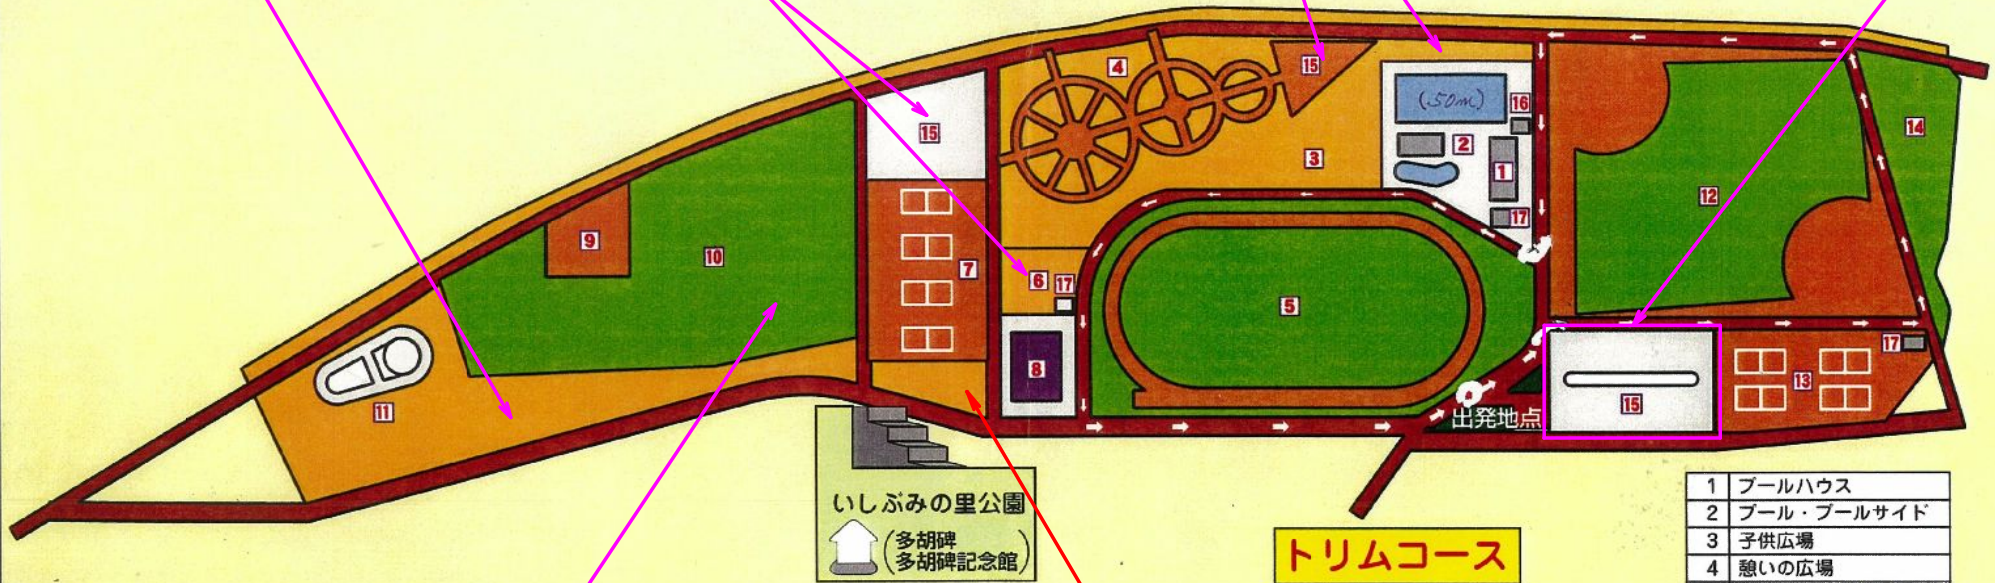 4
15
(50m)
16
15
2
14
3
1
12
9
10
7
6
17
17
5
17
8
13
11
出発地点
15
いしぶみの里公園
(多胡碑
多胡碑記念館)
トリムコース
1 プールハウス
2 プール・プールサイド
3 子供広場
4 憩いの広場